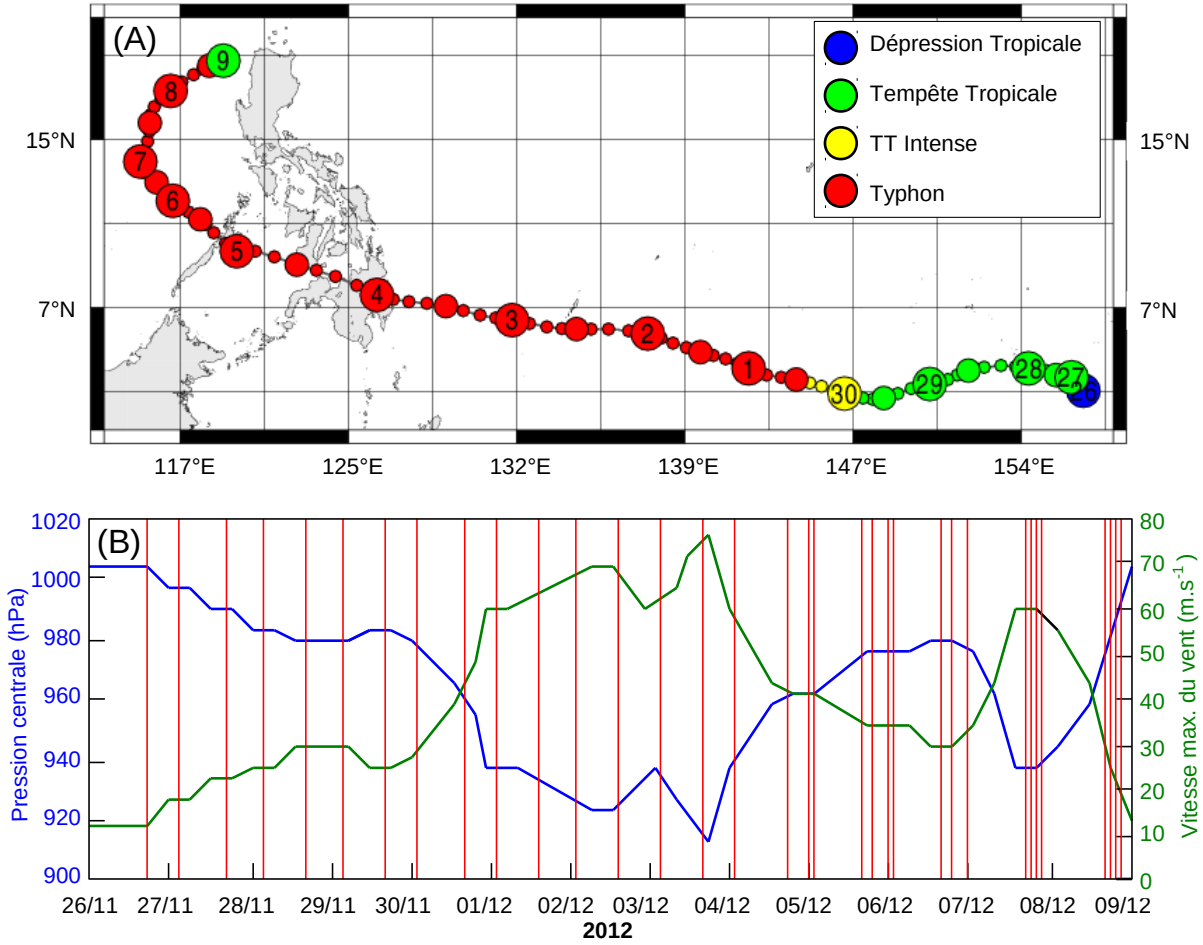 (A)
Dépression Tropicale
Tempête Tropicale
TT Intense
Typhon
9
8
7
6
5
4
3
2
1
30
29
28
27
26
15°N
15°N
7°N
7°N
117°E 125°E 132°E 139°E 147°E 154°E
(B)
Pression centrale (hPa)
1020
1000
980
960
940
920
900
Vitesse max. du vent (m.s⁻¹)
80
70
60
50
40
30
20
10
0
26/11 27/11 28/11 29/11 30/11 01/12 02/12 03/12 04/12 05/12 06/12 07/12 08/12 09/12
2012